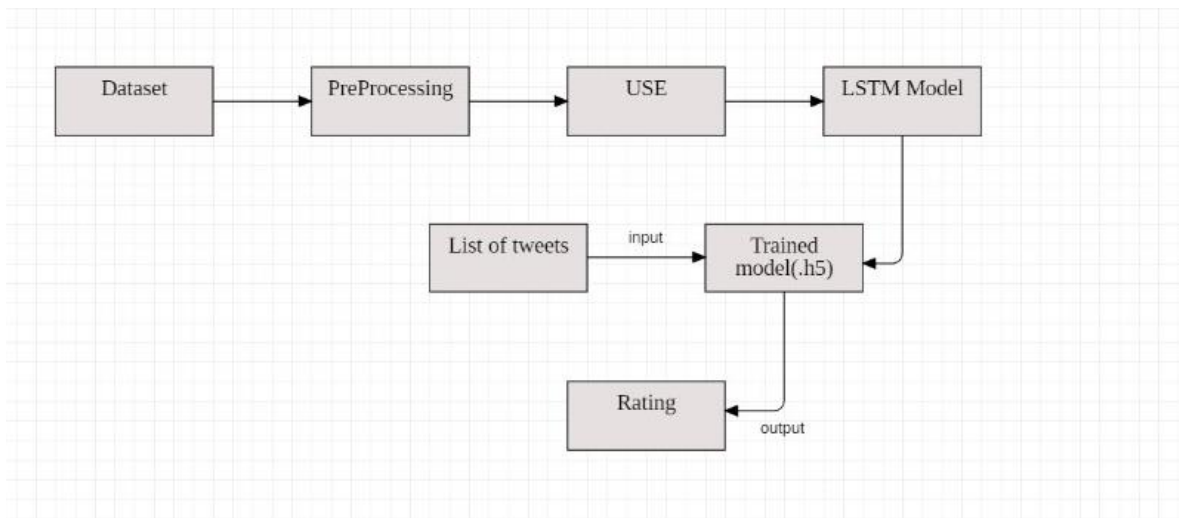 Dataset
PreProcessing
USE
LSTM Model
List of tweets
input
Trained
model(.h5)
Rating
output